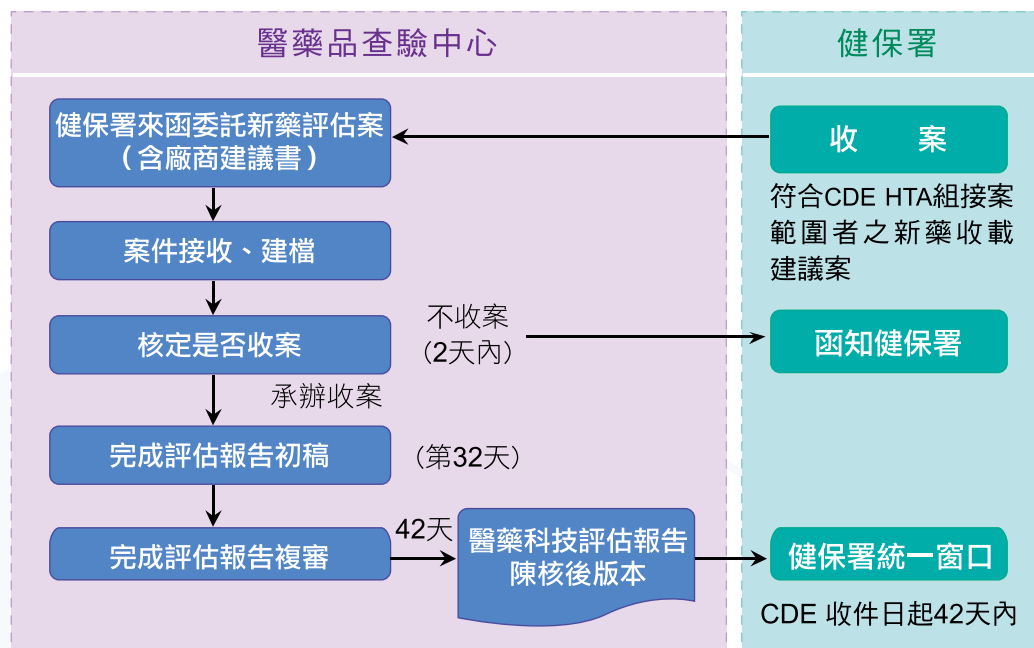 醫藥品查驗中心
健保署
健保署來函委託新藥評估案
（含廠商建議書）
收　　案
符合CDE HTA組接案
範圍者之新藥收載
建議案
案件接收、建檔
核定是否收案
不收案
（2天內）
函知健保署
承辦收案
完成評估報告初稿
（第32天）
完成評估報告複審
42天
醫藥科技評估報告
陳核後版本
健保署統一窗口
CDE 收件日起42天內